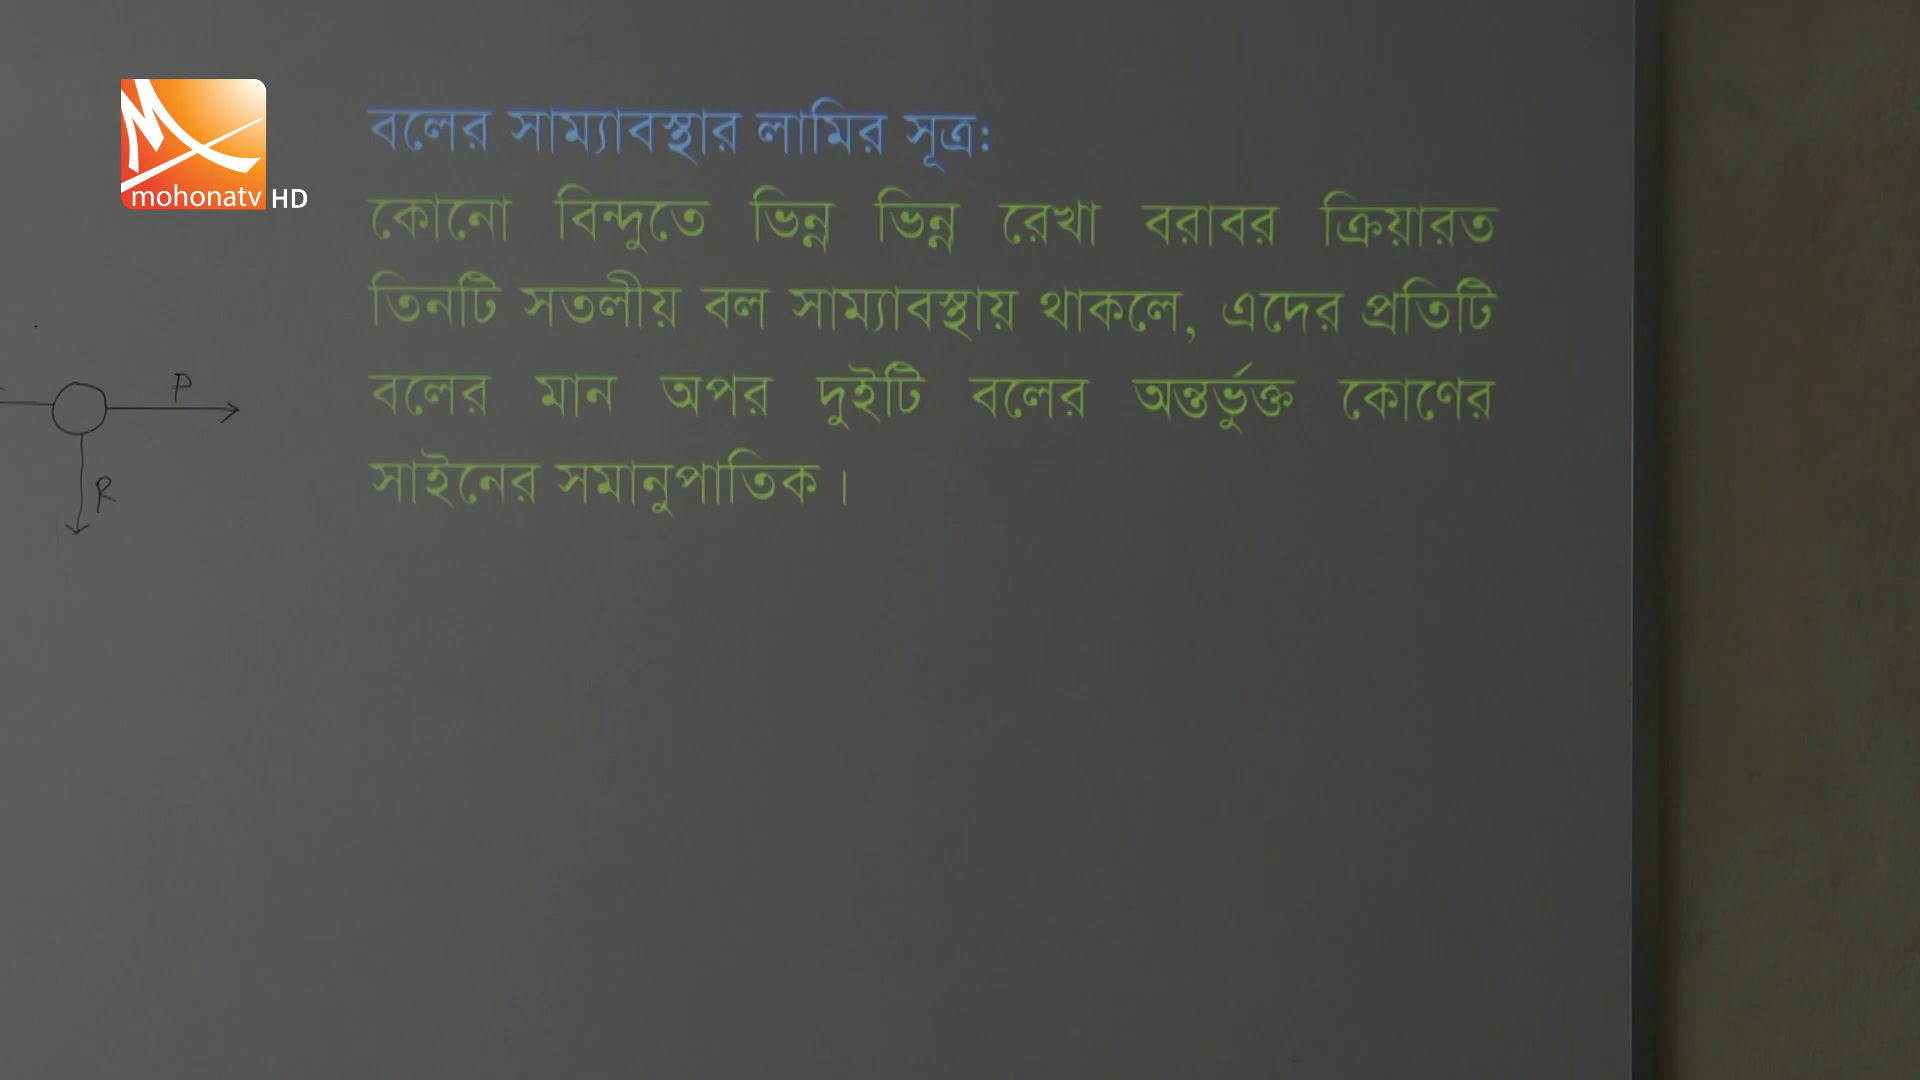 mohonatv HD
বলের সাম্যাবস্থার লামির সূত্র:
কোনো বিন্দুতে ভিন্ন ভিন্ন রেখা বরাবর ক্রিয়ারত
তিনটি সতলীয় বল সাম্যাবস্থায় থাকলে, এদের প্রতিটি
বলের মান অপর দুইটি বলের অন্তর্ভুক্ত কোণের
সাইনের সমানুপাতিক।
P
R